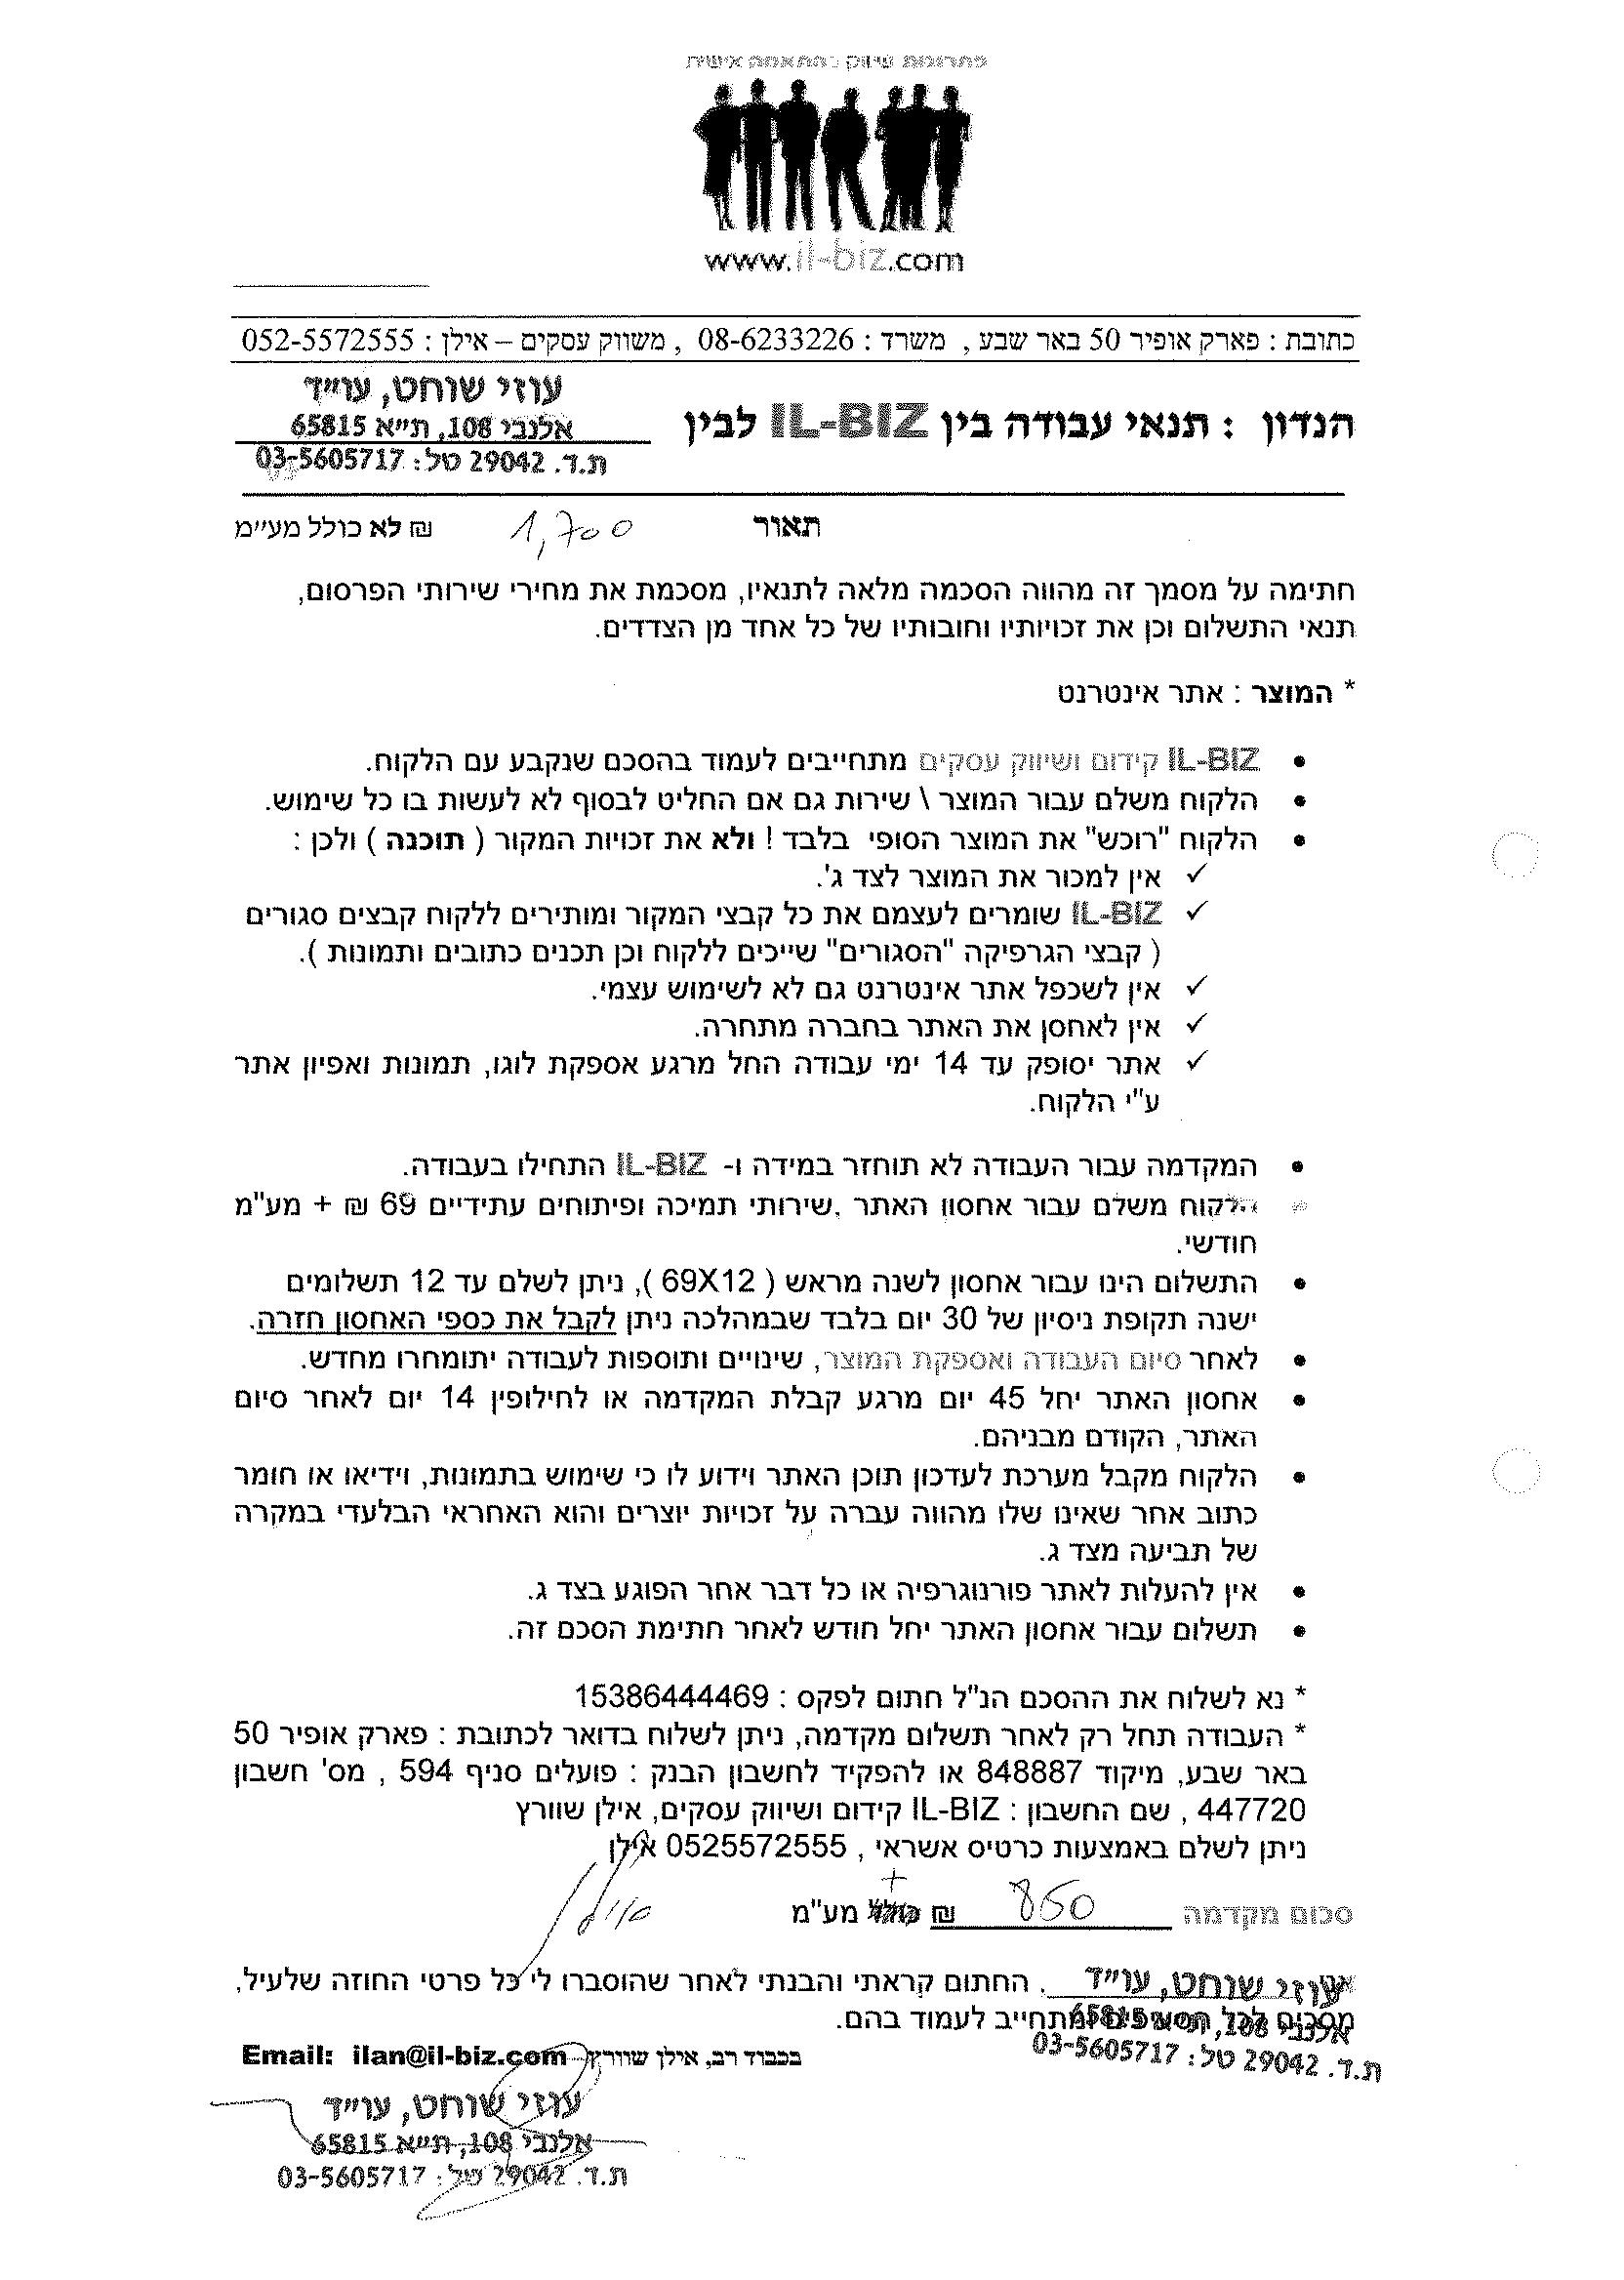 פתרונות שיווק בהתאמה אישית
www.il-biz.com
כתובת : פארק אופיר 50 באר שבע , משרד : 08-6233226 , משווק עסקים – אילן : 052-5572555
הנדון : תנאי עבודה בין IL-BIZ לבין
עוזי שוחט, עו"ד
אלנבי 108, ת"א 65815
ת.ד. 29042 טל: 03-5605717
תאור 1,700 ₪ לא כולל מע"מ
חתימה על מסמך זה מהווה הסכמה מלאה לתנאיו, מסכמת את מחירי שירותי הפרסום,
תנאי התשלום וכן את זכויותיו וחובותיו של כל אחד מן הצדדים.
* המוצר : אתר אינטרנט
• IL-BIZ קידום ושיווק עסקים מתחייבים לעמוד בהסכם שנקבע עם הלקוח.
• הלקוח משלם עבור המוצר \ שירות גם אם החליט לבסוף לא לעשות בו כל שימוש.
• הלקוח "רוכש" את המוצר הסופי בלבד ! ולא את זכויות המקור ( תוכנה ) ולכן :
✓ אין למכור את המוצר לצד ג'.
✓ IL-BIZ שומרים לעצמם את כל קבצי המקור ומותירים ללקוח קבצים סגורים
( קבצי הגרפיקה "הסגורים" שייכים ללקוח וכן תכנים כתובים ותמונות ).
✓ אין לשכפל אתר אינטרנט גם לא לשימוש עצמי.
✓ אין לאחסן את האתר בחברה מתחרה.
✓ אתר יסופק עד 14 ימי עבודה החל מרגע אספקת לוגו, תמונות ואפיון אתר
ע"י הלקוח.
• המקדמה עבור העבודה לא תוחזר במידה ו- IL-BIZ התחילו בעבודה.
• הלקוח משלם עבור אחסון האתר ,שירותי תמיכה ופיתוחים עתידיים 69 ₪ + מע"מ
חודשי.
• התשלום הינו עבור אחסון לשנה מראש ( 69X12 ), ניתן לשלם עד 12 תשלומים
ישנה תקופת ניסיון של 30 יום בלבד שבמהלכה ניתן לקבל את כספי האחסון חזרה.
• לאחר סיום העבודה ואספקת המוצר, שינויים ותוספות לעבודה יתומחרו מחדש.
• אחסון האתר יחל 45 יום מרגע קבלת המקדמה או לחילופין 14 יום לאחר סיום
האתר, הקודם מבניהם.
• הלקוח מקבל מערכת לעדכון תוכן האתר וידוע לו כי שימוש בתמונות, וידיאו או חומר
כתוב אחר שאינו שלו מהווה עברה על זכויות יוצרים והוא האחראי הבלעדי במקרה
של תביעה מצד ג.
• אין להעלות לאתר פורנוגרפיה או כל דבר אחר הפוגע בצד ג.
• תשלום עבור אחסון האתר יחל חודש לאחר חתימת הסכם זה.
* נא לשלוח את ההסכם הנ"ל חתום לפקס : 15386444469
* העבודה תחל רק לאחר תשלום מקדמה, ניתן לשלוח בדואר לכתובת : פארק אופיר 50
באר שבע, מיקוד 848887 או להפקיד לחשבון הבנק : פועלים סניף 594 , מס' חשבון
447720 , שם החשבון : IL-BIZ קידום ושיווק עסקים, אילן שוורץ
ניתן לשלם באמצעות כרטיס אשראי , 0525572555 אילן
סכום מקדמה 850 ₪ כולל + מע"מ
אני עוזי שוחט, עו"ד , החתום קראתי והבנתי לאחר שהוסברו לי כל פרטי החוזה שלעיל,
מסכים לכל הסעיפים ומתחייב לעמוד בהם.
אלנבי 108, ת"א 65815
ת.ד. 29042 טל: 03-5605717
בכבוד רב, אילן שוורץ Email: ilan@il-biz.com
עוזי שוחט, עו"ד
אלנבי 108, ת"א 65815
ת.ד. 29042 טל: 03-5605717